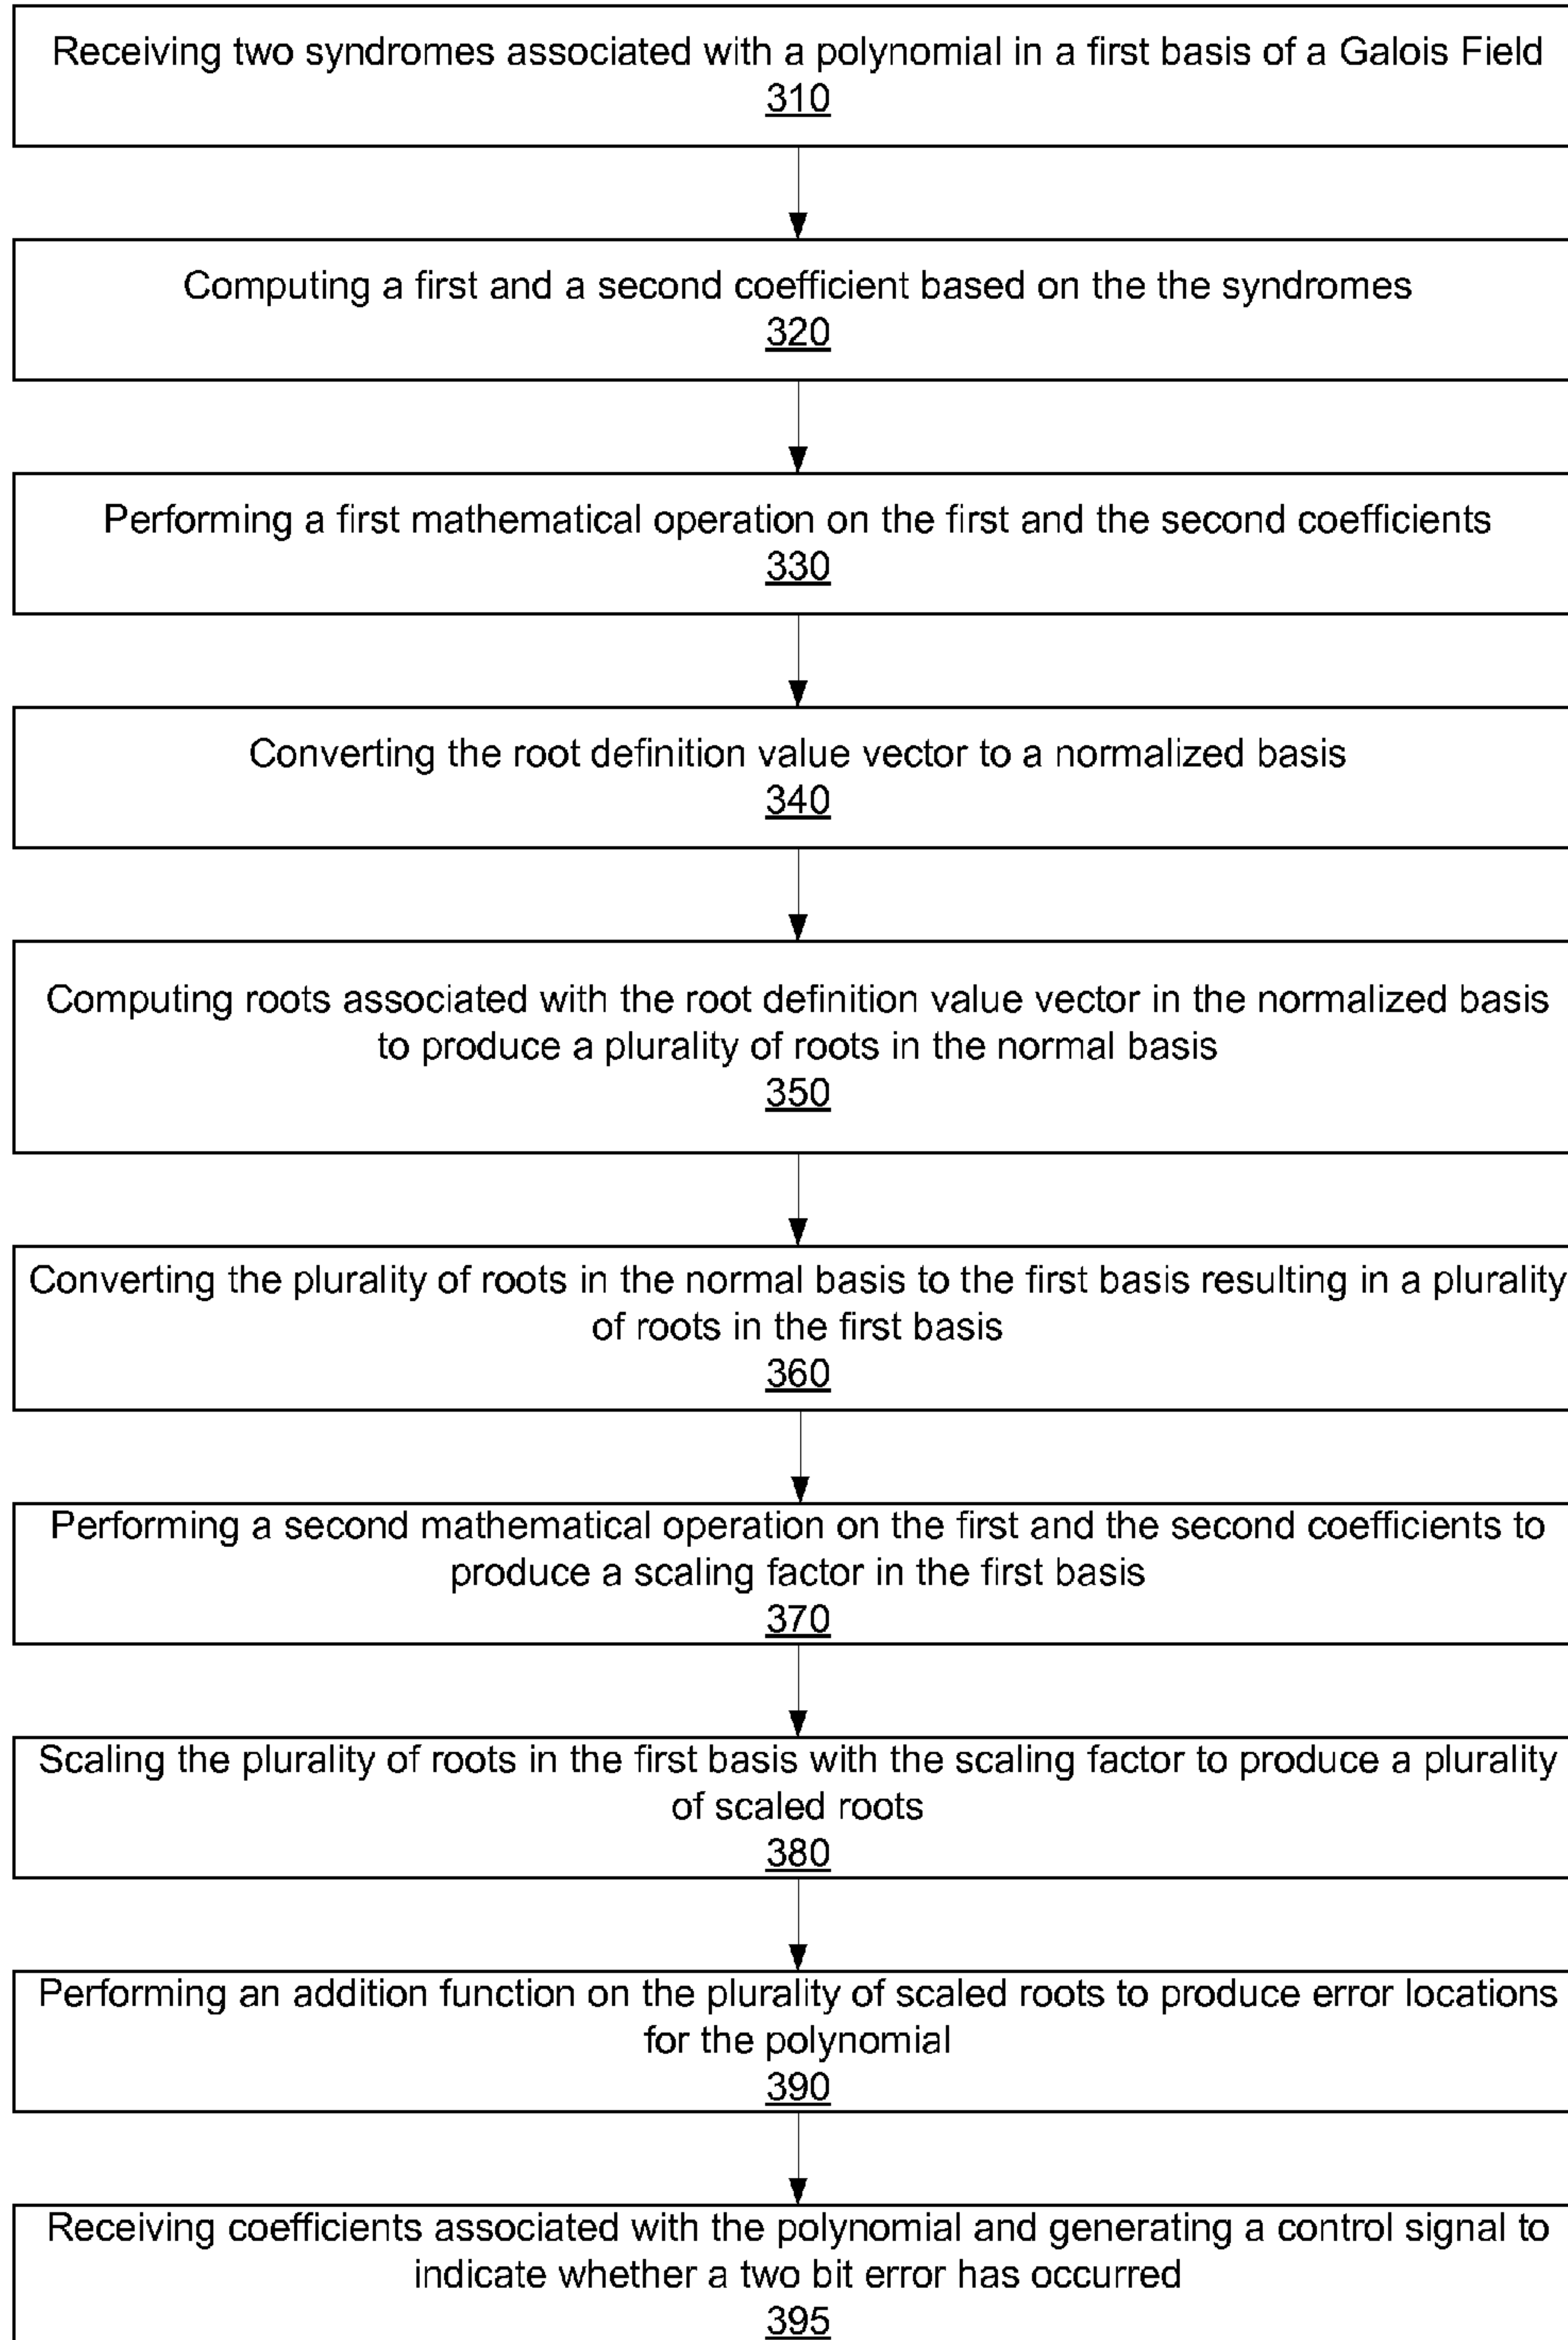 Receiving two syndromes associated with a polynomial in a first basis of a Galois Field
310
Computing a first and a second coefficient based on the the syndromes
320
Performing a first mathematical operation on the first and the second coefficients
330
Converting the root definition value vector to a normalized basis
340
Computing roots associated with the root definition value vector in the normalized basis
to produce a plurality of roots in the normal basis
350
Converting the plurality of roots in the normal basis to the first basis resulting in a plurality
of roots in the first basis
360
Performing a second mathematical operation on the first and the second coefficients to
produce a scaling factor in the first basis
370
Scaling the plurality of roots in the first basis with the scaling factor to produce a plurality
of scaled roots
380
Performing an addition function on the plurality of scaled roots to produce error locations
for the polynomial
390
Receiving coefficients associated with the polynomial and generating a control signal to
indicate whether a two bit error has occurred
395